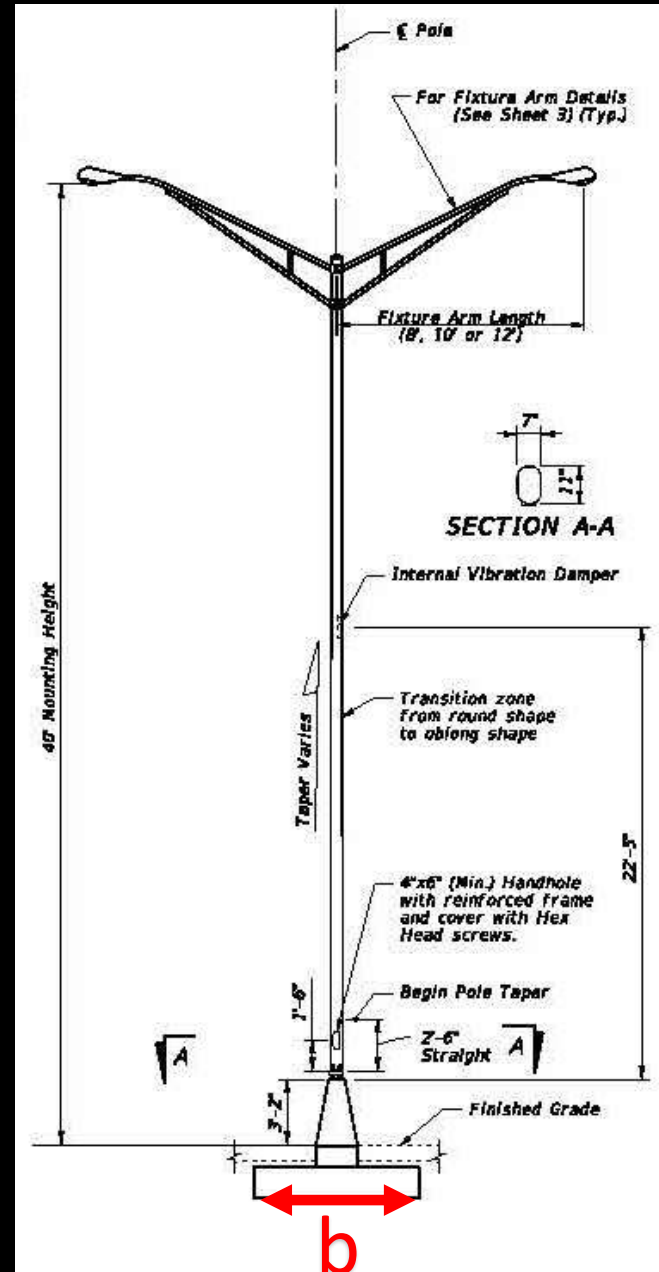 ℄ Pole
For Fixture Arm Details
(See Sheet 3) (Typ.)
Fixture Arm Length
(8', 10' or 12')
7"
11"
SECTION A-A
Internal Vibration Damper
40' Mounting Height
Taper Varies
Transition zone
from round shape
to oblong shape
22'-5"
4"x6" (Min.) Handhole
with reinforced frame
and cover with Hex
Head screws.
1'-6"
Begin Pole Taper
A
2'-6"
Straight
A
3'-2"
Finished Grade
b